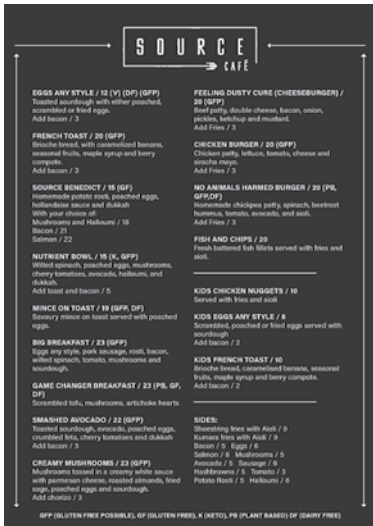 SOURCE
CAFÉ
EGGS ANY STYLE / 12 (V) (DF) (GFP)
Toasted sourdough with either poached,
scrambled or fried eggs.
Add bacon / 3
FRENCH TOAST / 20 (GFP)
Brioche bread, with caramelized banana,
seasonal fruits, maple syrup and berry
compote.
Add bacon / 3
SOURCE BENEDICT / 15 (GF)
Homemade potato rosti, poached eggs,
hollandaise sauce and dukkah
With your choice of:
Mushrooms and Halloumi / 18
Bacon / 21
Salmon / 22
NUTRIENT BOWL / 15 (K, GFP)
Wilted spinach, poached eggs, mushrooms,
cherry tomatoes, avocado, halloumi, and
dukkah.
Add toast and bacon / 5
MINCE ON TOAST / 19 (GFP, DF)
Savoury mince on toast served with poached
eggs.
BIG BREAKFAST / 23 (GFP)
Eggs any style, pork sausage, rosti, bacon,
wilted spinach, tomato, mushrooms and
sourdough.
GAME CHANGER BREAKFAST / 23 (PB, GF,
DF)
Scrambled tofu, mushrooms, artichoke hearts
SMASHED AVOCADO / 22 (GFP)
Toasted sourdough, avocado, poached eggs,
crumbled feta, cherry tomatoes and dukkah
Add bacon / 3
CREAMY MUSHROOMS / 23 (GFP)
Mushrooms tossed in a creamy white sauce
with parmesan cheese, roasted almonds, fried
sage, poached eggs and sourdough.
Add chorizo / 3
FEELING DUSTY CURE (CHEESEBURGER) /
20 (GFP)
Beef patty, double cheese, bacon, onion,
pickles, ketchup and mustard.
Add Fries / 3
CHICKEN BURGER / 20 (GFP)
Chicken patty, lettuce, tomato, cheese and
siracha mayo.
Add Fries / 3
NO ANIMALS HARMED BURGER / 20 (PB,
GFP,DF)
Homemade chickpea patty, spinach, beetroot
hummus, tomato, avocado, and aioli.
Add Fries / 3
FISH AND CHIPS / 20
Fresh battered fish fillets served with fries and
aioli.
KIDS CHICKEN NUGGETS / 10
Served with fries and aioli
KIDS EGGS ANY STYLE / 8
Scrambled, poached or fried eggs served with
sourdough
Add bacon / 2
KIDS FRENCH TOAST / 10
Brioche bread, caramelised banana, seasonal
fruits, maple syrup and berry compote.
Add bacon / 2
SIDES:
Shoestring fries with Aioli / 9
Kumara fries with Aioli / 9
Bacon / 5 Eggs / 6
Salmon / 8 Mushrooms / 5
Avocado / 5 Sausage / 6
Hashbrowns / 5 Tomato / 3
Potato Rosti / 5 Halloumi / 6
GFP (GLUTEN FREE POSSIBLE), GF (GLUTEN FREE), K (KETO), PB (PLANT BASED) DF (DAIRY FREE)